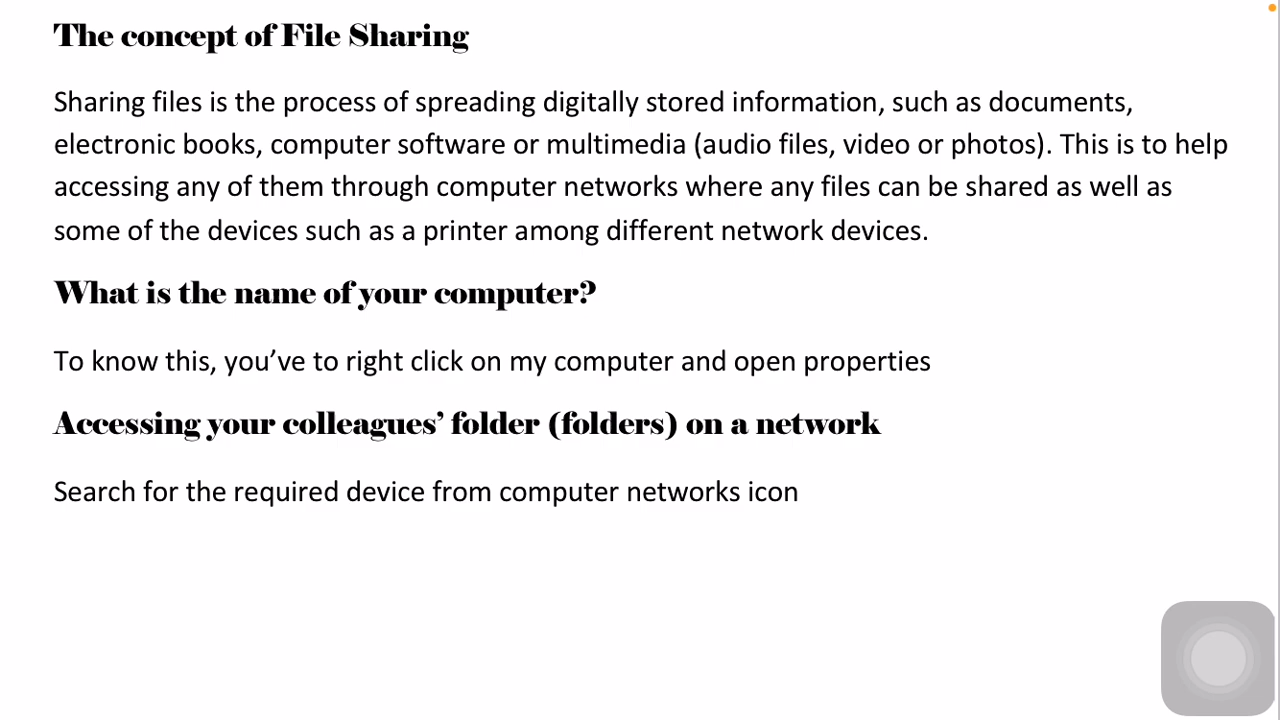 The concept of File Sharing
Sharing files is the process of spreading digitally stored information, such as documents,
electronic books, computer software or multimedia (audio files, video or photos). This is to help
accessing any of them through computer networks where any files can be shared as well as
some of the devices such as a printer among different network devices.
What is the name of your computer?
To know this, you’ve to right click on my computer and open properties
Accessing your colleagues’ folder (folders) on a network
Search for the required device from computer networks icon